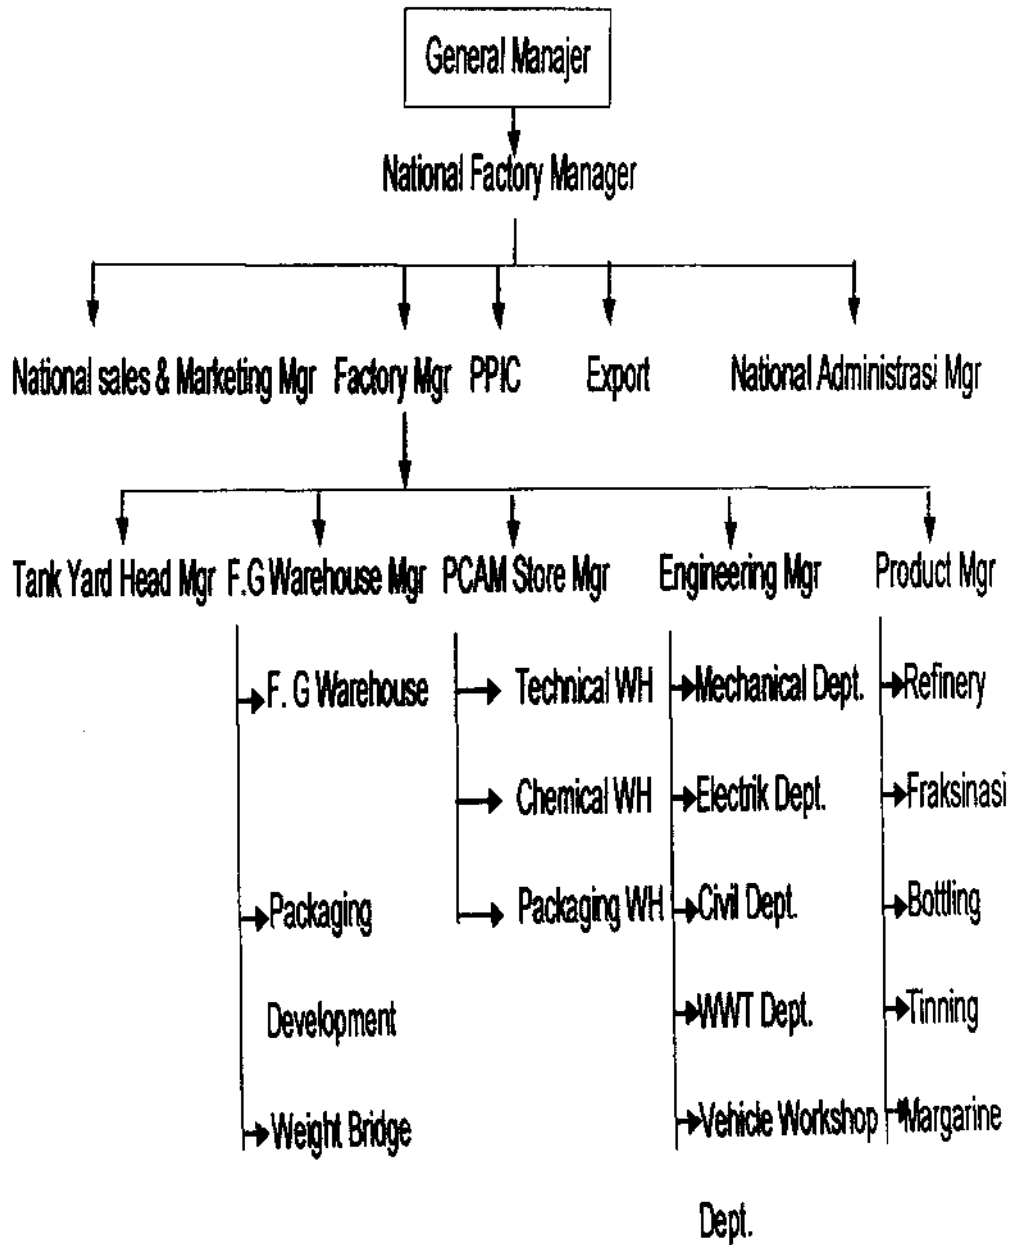 General Manajer
National Factory Manager
National sales & Marketing Mgr Factory Mgr PPIC Export National Administrasi Mgr
Tank Yard Head Mgr F.G Warehouse Mgr PCAM Store Mgr Engineering Mgr Product Mgr
F. G Warehouse Technical WH Mechanical Dept. Refinery
Chemical WH Electrik Dept. Fraksinasi
Packaging Packaging WH Civil Dept. Bottling
Development WWT Dept. Tinning
Weight Bridge Vehicle Workshop Margarine
Dept.